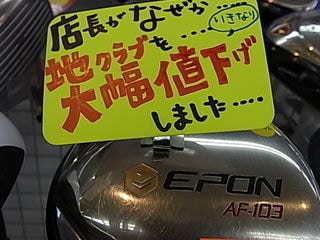 店長がなぜか‥‥
いきなり
地クラブを‥‥
大幅値下げ
しました‥‥
EPON
AF-103